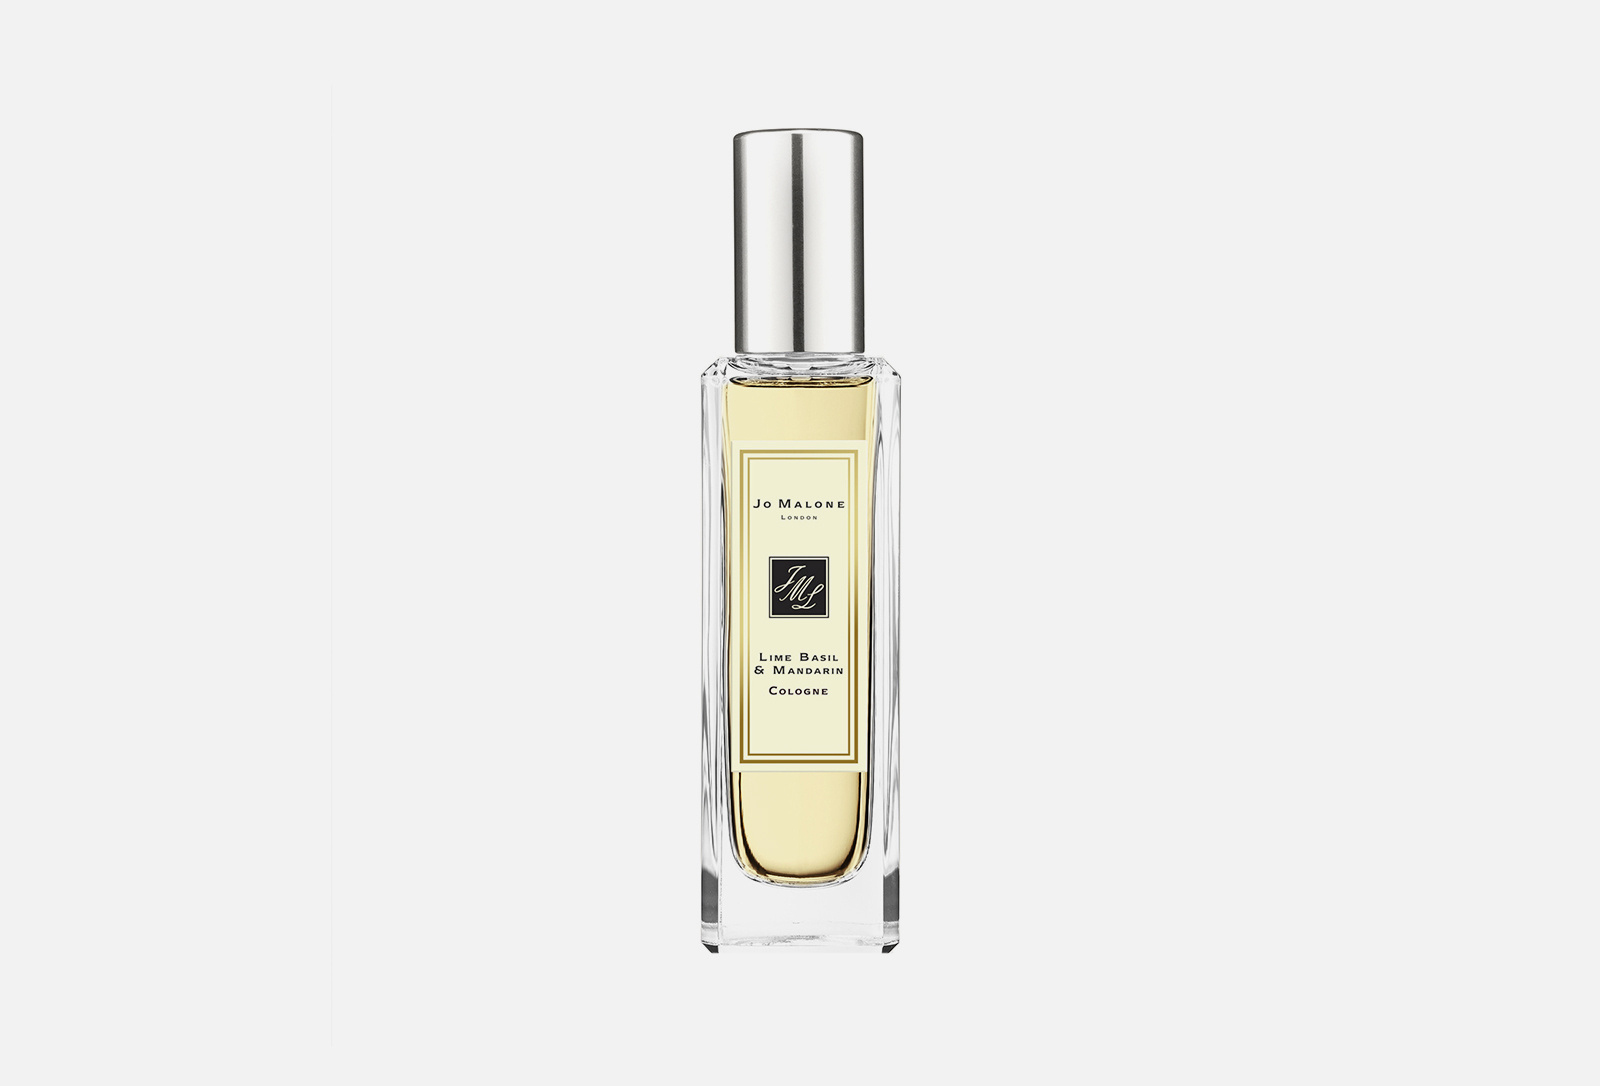 Jo Malone
London
JML
Lime Basil
& Mandarin
Cologne